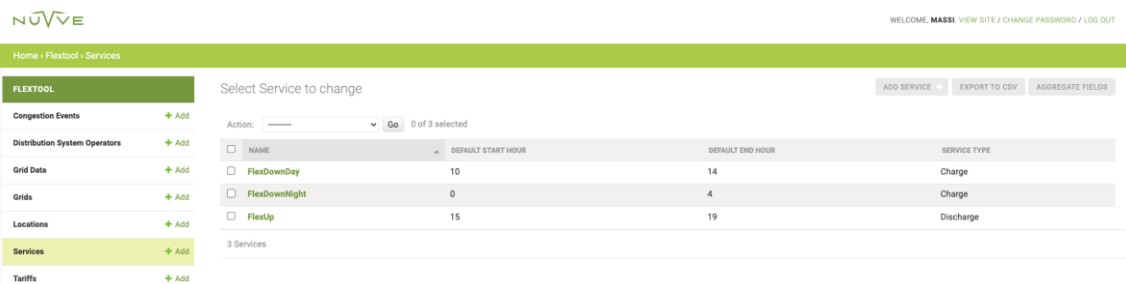 NUVVE
WELCOME, MASSI. VIEW SITE / CHANGE PASSWORD / LOG OUT
Home › Flextool › Services
FLEXTOOL
Congestion Events + Add
Distribution System Operators + Add
Grid Data + Add
Grids + Add
Locations + Add
Services + Add
Tariffs + Add
Select Service to change
ADD SERVICE + EXPORT TO CSV AGGREGATE FIELDS
Action: --------- Go 0 of 3 selected
NAME DEFAULT START HOUR DEFAULT END HOUR SERVICE TYPE
FlexDownDay 10 14 Charge
FlexDownNight 0 4 Charge
FlexUp 15 19 Discharge
3 Services